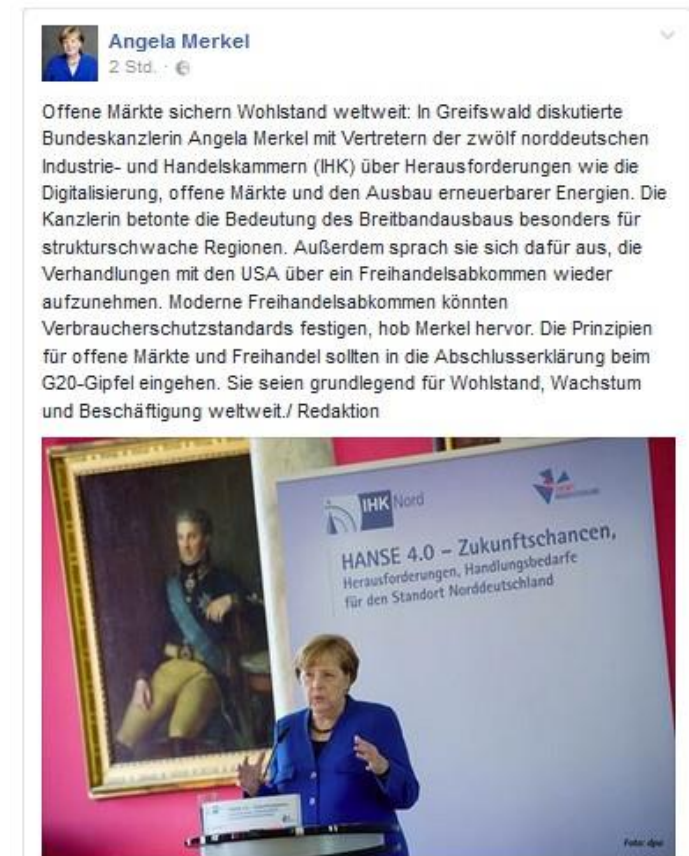 Angela Merkel
2 Std. ·
Offene Märkte sichern Wohlstand weltweit: In Greifswald diskutierte
Bundeskanzlerin Angela Merkel mit Vertretern der zwölf norddeutschen
Industrie- und Handelskammern (IHK) über Herausforderungen wie die
Digitalisierung, offene Märkte und den Ausbau erneuerbarer Energien. Die
Kanzlerin betonte die Bedeutung des Breitbandausbaus besonders für
strukturschwache Regionen. Außerdem sprach sie sich dafür aus, die
Verhandlungen mit den USA über ein Freihandelsabkommen wieder
aufzunehmen. Moderne Freihandelsabkommen könnten
Verbraucherschutzstandards festigen, hob Merkel hervor. Die Prinzipien
für offene Märkte und Freihandel sollten in die Abschlusserklärung beim
G20-Gipfel eingehen. Sie seien grundlegend für Wohlstand, Wachstum
und Beschäftigung weltweit./ Redaktion
IHK Nord
HANSE 4.0 – Zukunftschancen,
Herausforderungen, Handlungsbedarfe
für den Standort Norddeutschland
Foto: dpa